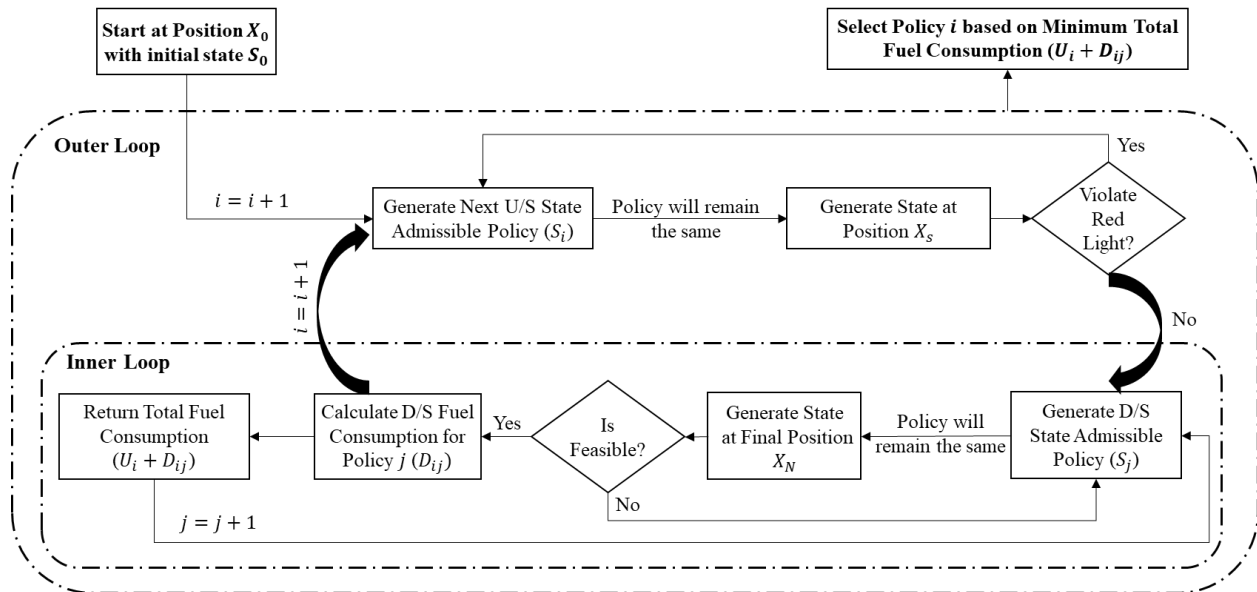 Start at Position X₀
with initial state S₀
Select Policy i based on Minimum Total
Fuel Consumption (Uᵢ + Dᵢⱼ)
Outer Loop
Yes
i = i + 1
Generate Next U/S State
Admissible Policy (Sᵢ)
Policy will remain
the same
Generate State at
Position Xₛ
Violate
Red
Light?
i = i + 1
No
Inner Loop
Return Total Fuel
Consumption
(Uᵢ + Dᵢⱼ)
Calculate D/S Fuel
Consumption for
Policy j (Dᵢⱼ)
Yes
Is
Feasible?
No
Generate State
at Final Position
X_N
Policy will
remain the same
Generate D/S
State Admissible
Policy (Sⱼ)
j = j + 1